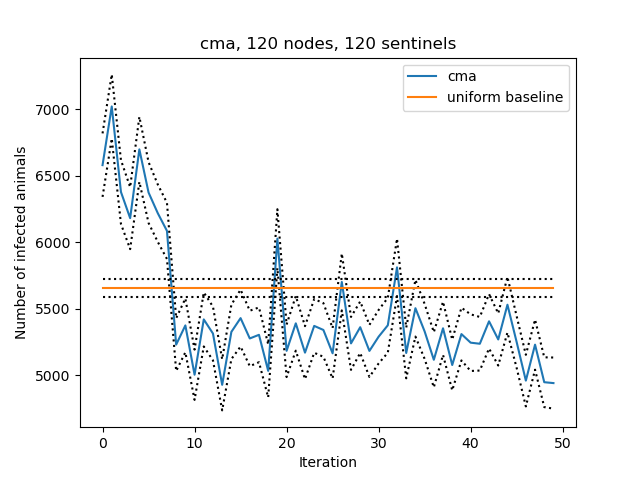 cma, 120 nodes, 120 sentinels
cma
uniform baseline
Number of infected animals
7000
6500
6000
5500
5000
0
10
20
30
40
50
Iteration